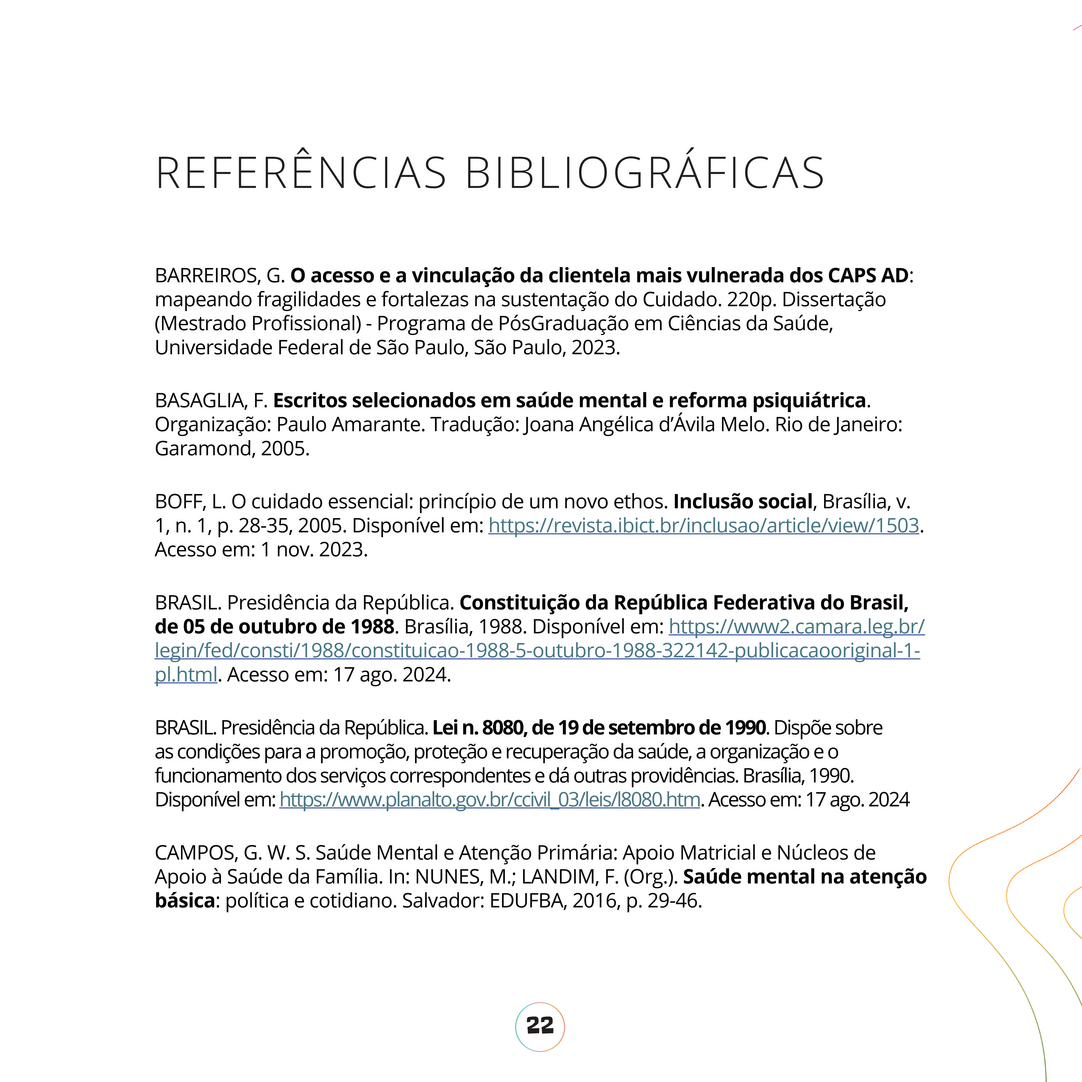 REFERÊNCIAS BIBLIOGRÁFICAS
BARREIROS, G. O acesso e a vinculação da clientela mais vulnerada dos CAPS AD:
mapeando fragilidades e fortalezas na sustentação do Cuidado. 220p. Dissertação
(Mestrado Profissional) - Programa de PósGraduação em Ciências da Saúde,
Universidade Federal de São Paulo, São Paulo, 2023.
BASAGLIA, F. Escritos selecionados em saúde mental e reforma psiquiátrica.
Organização: Paulo Amarante. Tradução: Joana Angélica d’Ávila Melo. Rio de Janeiro:
Garamond, 2005.
BOFF, L. O cuidado essencial: princípio de um novo ethos. Inclusão social, Brasília, v.
1, n. 1, p. 28-35, 2005. Disponível em: https://revista.ibict.br/inclusao/article/view/1503.
Acesso em: 1 nov. 2023.
BRASIL. Presidência da República. Constituição da República Federativa do Brasil,
de 05 de outubro de 1988. Brasília, 1988. Disponível em: https://www2.camara.leg.br/
legin/fed/consti/1988/constituicao-1988-5-outubro-1988-322142-publicacaooriginal-1-
pl.html. Acesso em: 17 ago. 2024.
BRASIL. Presidência da República. Lei n. 8080, de 19 de setembro de 1990. Dispõe sobre
as condições para a promoção, proteção e recuperação da saúde, a organização e o
funcionamento dos serviços correspondentes e dá outras providências. Brasília, 1990.
Disponível em: https://www.planalto.gov.br/ccivil_03/leis/l8080.htm. Acesso em: 17 ago. 2024
CAMPOS, G. W. S. Saúde Mental e Atenção Primária: Apoio Matricial e Núcleos de
Apoio à Saúde da Família. In: NUNES, M.; LANDIM, F. (Org.). Saúde mental na atenção
básica: política e cotidiano. Salvador: EDUFBA, 2016, p. 29-46.
22